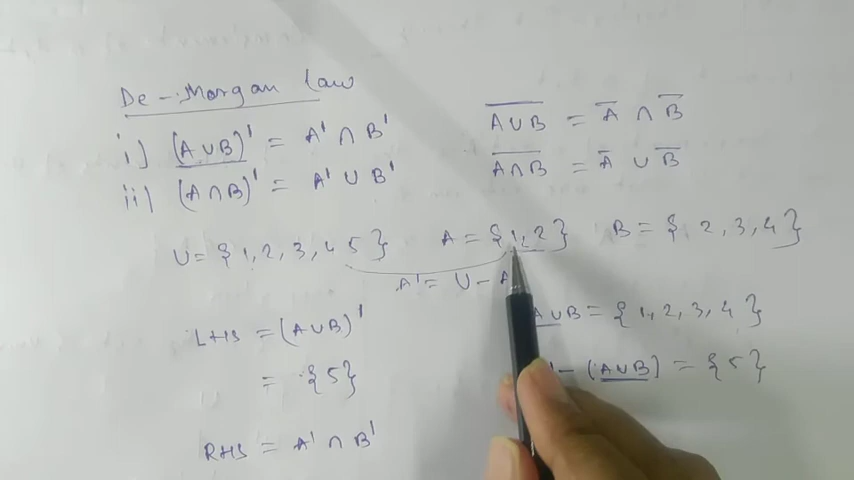 De-Morgan Law
i) (A∪B)' = A' ∩ B'
ii) (A∩B)' = A' ∪ B'
A̅∪̅B̅ = A̅ ∩ B̅
A̅∩̅B̅ = A̅ ∪ B̅
U = {1,2,3,4 5} A = {1,2} B = {2,3,4}
A' = U -
LHS = (A∪B)'
= {5}
RHS = A' ∩ B'
A∪B = {1,2,3,4}
- (A∪B) = {5}